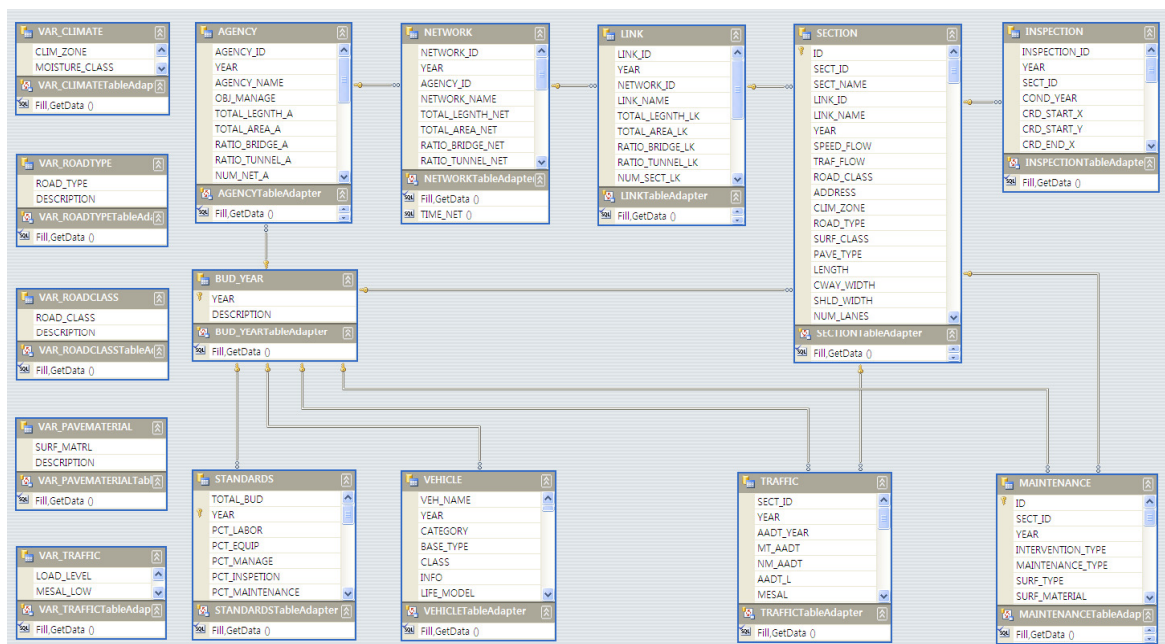 VAR_CLIMATE
CLIM_ZONE
MOISTURE_CLASS
VAR_CLIMATETableAdap
Fill,GetData ()
VAR_ROADTYPE
ROAD_TYPE
DESCRIPTION
VAR_ROADTYPETableAda
Fill,GetData ()
VAR_ROADCLASS
ROAD_CLASS
DESCRIPTION
VAR_ROADCLASSTableAd
Fill,GetData ()
VAR_PAVEMATERIAL
SURF_MATRL
DESCRIPTION
VAR_PAVEMATERIALTabl
Fill,GetData ()
VAR_TRAFFIC
LOAD_LEVEL
MESAL_LOW
VAR_TRAFFICTableAdap
Fill,GetData ()
AGENCY
AGENCY_ID
YEAR
AGENCY_NAME
OBJ_MANAGE
TOTAL_LEGNTH_A
TOTAL_AREA_A
RATIO_BRIDGE_A
RATIO_TUNNEL_A
NUM_NET_A
AGENCYTableAdapter
Fill,GetData ()
NETWORK
NETWORK_ID
YEAR
AGENCY_ID
NETWORK_NAME
TOTAL_LEGNTH_NET
TOTAL_AREA_NET
RATIO_BRIDGE_NET
RATIO_TUNNEL_NET
NETWORKTableAdapter
Fill,GetData ()
TIME_NET ()
LINK
LINK_ID
YEAR
NETWORK_ID
LINK_NAME
TOTAL_LEGNTH_LK
TOTAL_AREA_LK
RATIO_BRIDGE_LK
RATIO_TUNNEL_LK
NUM_SECT_LK
LINKTableAdapter
Fill,GetData ()
SECTION
ID
SECT_ID
SECT_NAME
LINK_ID
LINK_NAME
YEAR
SPEED_FLOW
TRAF_FLOW
ROAD_CLASS
ADDRESS
CLIM_ZONE
ROAD_TYPE
SURF_CLASS
PAVE_TYPE
LENGTH
CWAY_WIDTH
SHLD_WIDTH
NUM_LANES
SECTIONTableAdapter
Fill,GetData ()
INSPECTION
INSPECTION_ID
YEAR
SECT_ID
COND_YEAR
CRD_START_X
CRD_START_Y
CRD_END_X
INSPECTIONTableAdapte
Fill,GetData ()
BUD_YEAR
YEAR
DESCRIPTION
BUD_YEARTableAdapter
Fill,GetData ()
STANDARDS
TOTAL_BUD
YEAR
PCT_LABOR
PCT_EQUIP
PCT_MANAGE
PCT_INSPETION
PCT_MAINTENANCE
STANDARDSTableAdapter
Fill,GetData ()
VEHICLE
VEH_NAME
YEAR
CATEGORY
BASE_TYPE
CLASS
INFO
LIFE_MODEL
VEHICLETableAdapter
Fill,GetData ()
TRAFFIC
SECT_ID
YEAR
AADT_YEAR
MT_AADT
NM_AADT
AADT_L
MESAL
TRAFFICTableAdapter
Fill,GetData ()
MAINTENANCE
ID
SECT_ID
YEAR
INTERVENTION_TYPE
MAINTENANCE_TYPE
SURF_TYPE
SURF_MATERIAL
MAINTENANCETableAdap
Fill,GetData ()